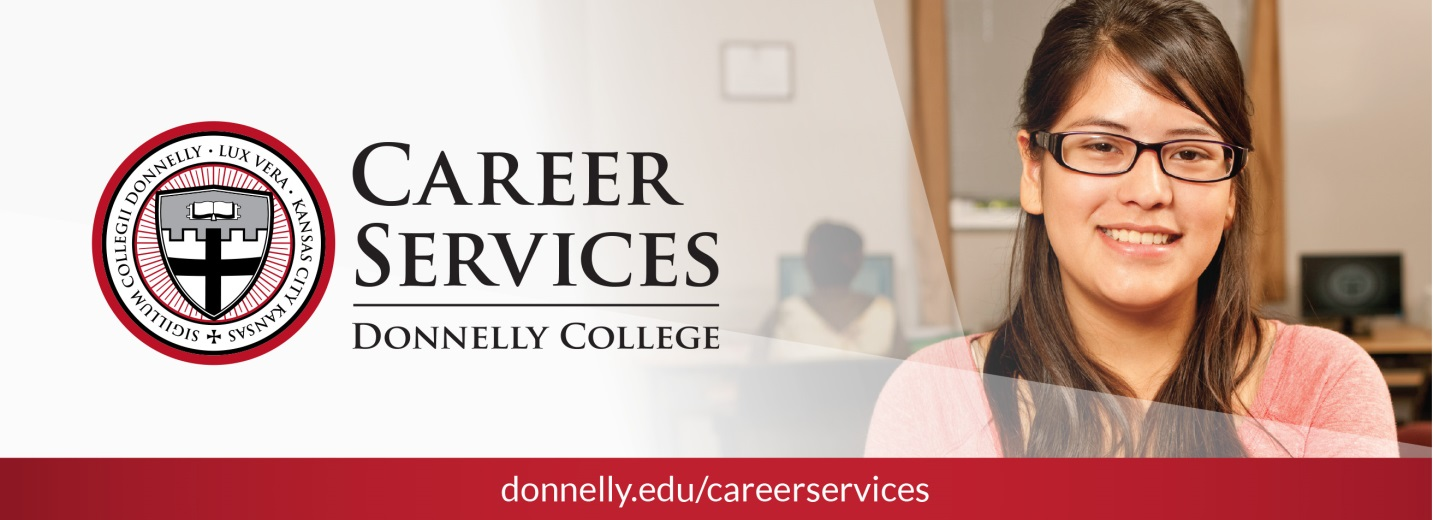 SIGILLUM COLLEGII DONNELLY · LUX VERA · KANSAS CITY KANSAS
CAREER
SERVICES
DONNELLY COLLEGE
donnelly.edu/careerservices